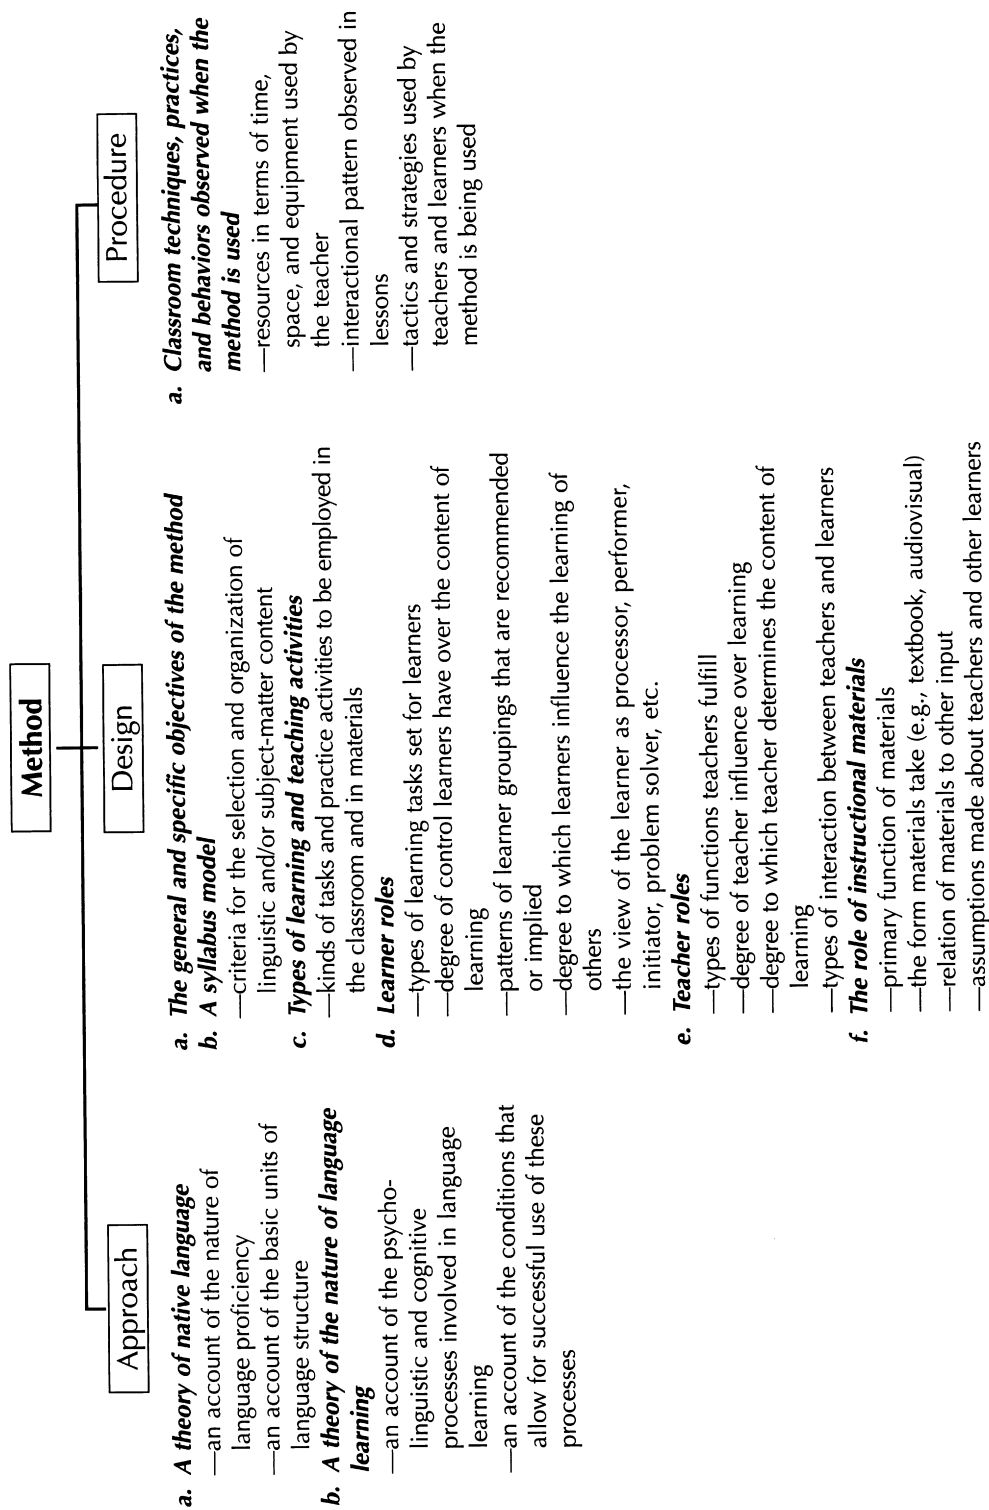 Method
Approach
a. A theory of native language
—an account of the nature of
language proficiency
—an account of the basic units of
language structure
b. A theory of the nature of language
learning
—an account of the psycho-
linguistic and cognitive
processes involved in language
learning
—an account of the conditions that
allow for successful use of these
processes
Design
a. The general and specific objectives of the method
b. A syllabus model
—criteria for the selection and organization of
linguistic and/or subject-matter content
c. Types of learning and teaching activities
—kinds of tasks and practice activities to be employed in
the classroom and in materials
d. Learner roles
—types of learning tasks set for learners
—degree of control learners have over the content of
learning
—patterns of learner groupings that are recommended
or implied
—degree to which learners influence the learning of
others
—the view of the learner as processor, performer,
initiator, problem solver, etc.
e. Teacher roles
—types of functions teachers fulfill
—degree of teacher influence over learning
—degree to which teacher determines the content of
learning
—types of interaction between teachers and learners
f. The role of instructional materials
—primary function of materials
—the form materials take (e.g., textbook, audiovisual)
—relation of materials to other input
—assumptions made about teachers and other learners
Procedure
a. Classroom techniques, practices,
and behaviors observed when the
method is used
—resources in terms of time,
space, and equipment used by
the teacher
—interactional pattern observed in
lessons
—tactics and strategies used by
teachers and learners when the
method is being used